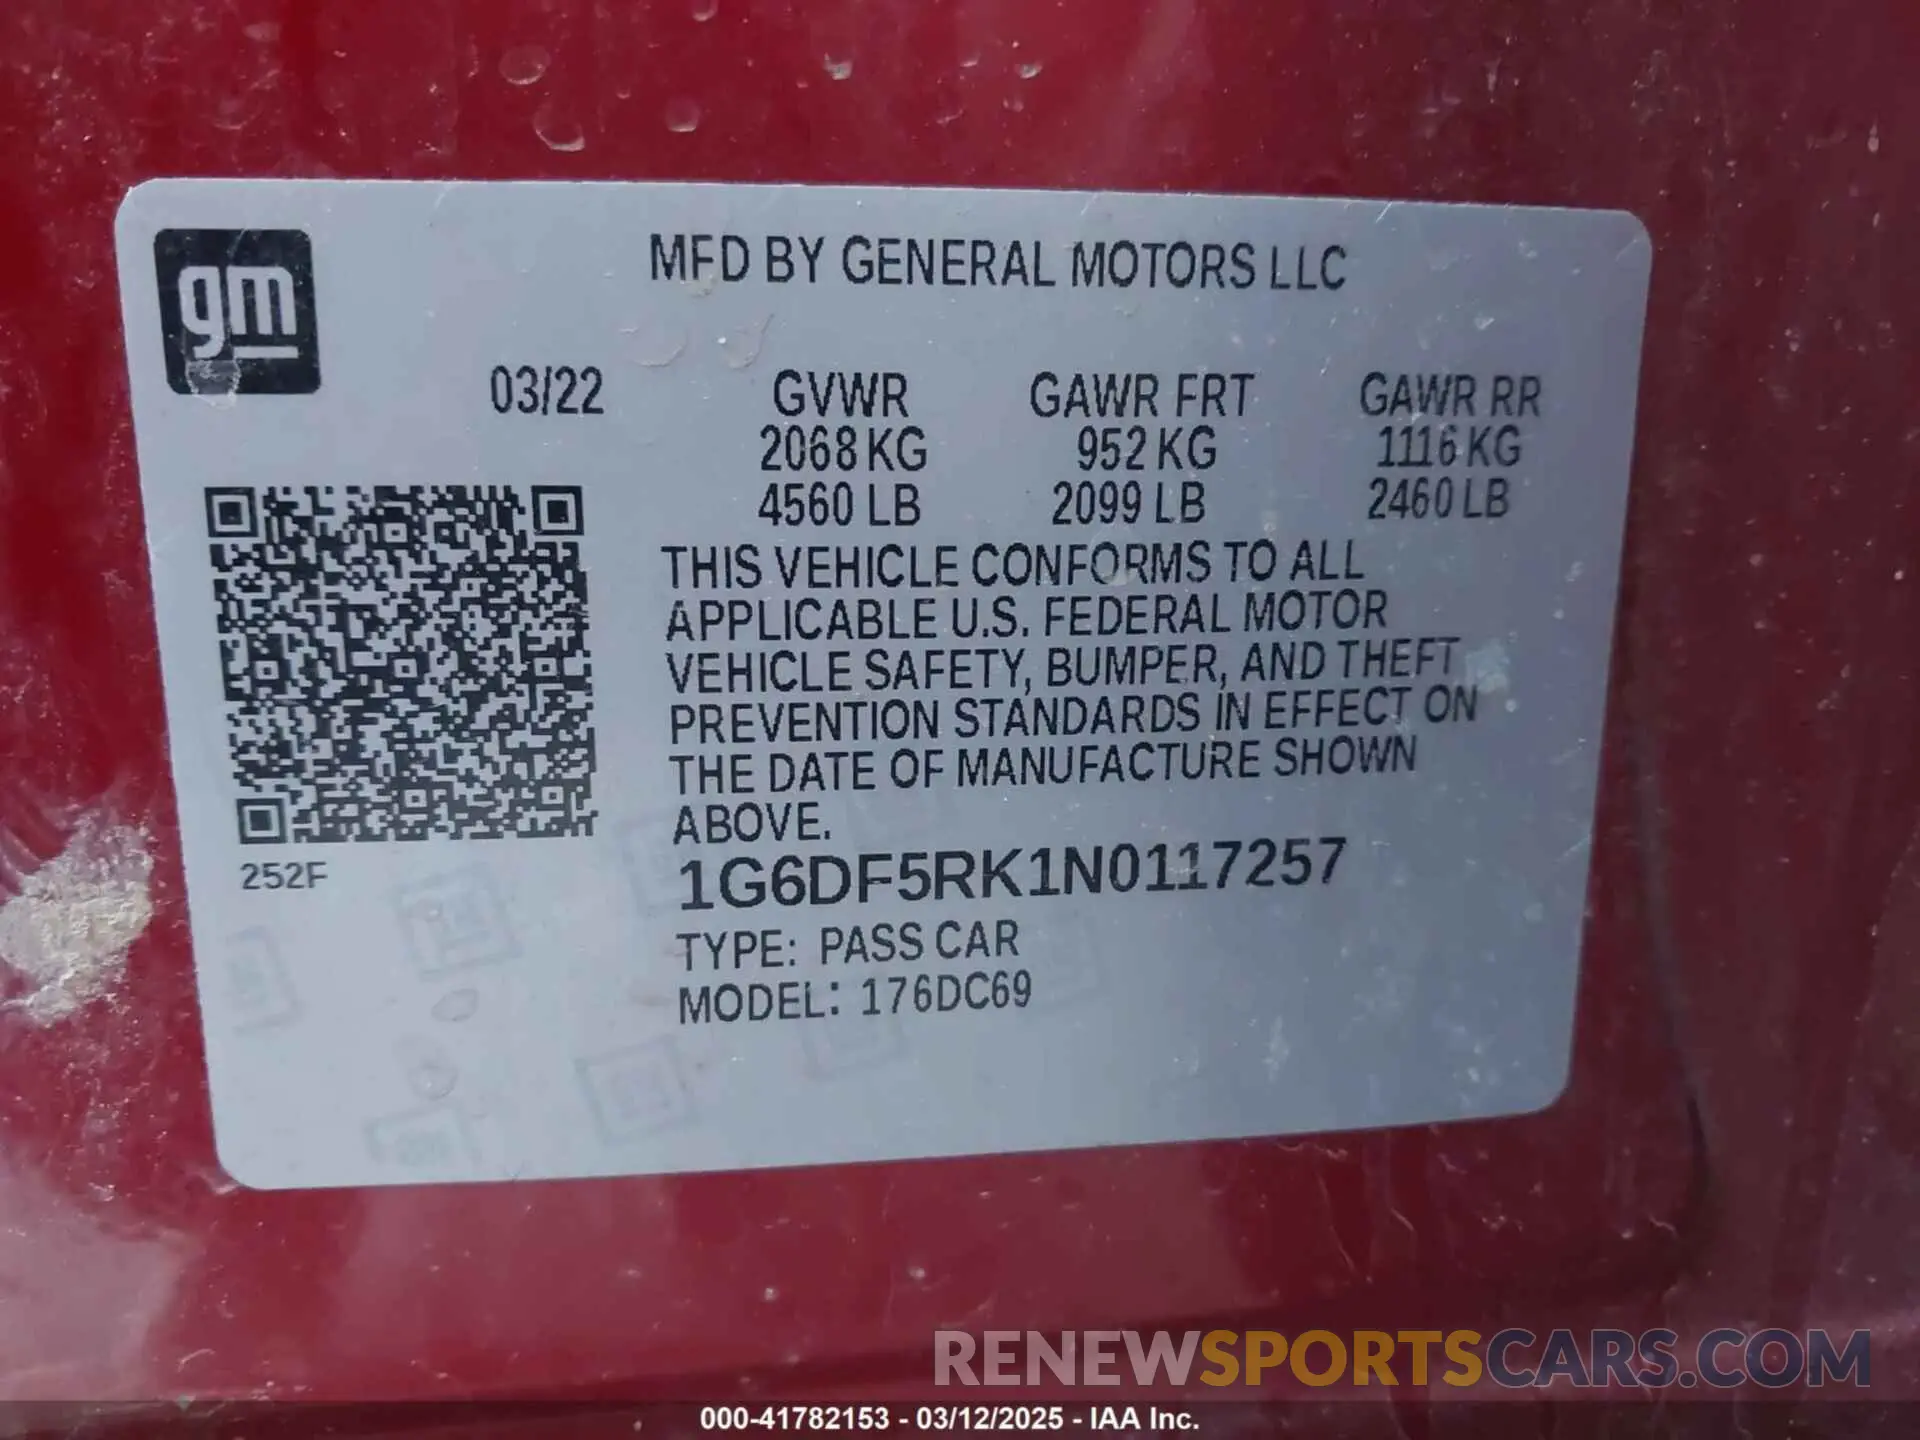 gm
MFD BY GENERAL MOTORS LLC
03/22 GVWR GAWR FRT GAWR RR
2068 KG 952 KG 1116 KG
4560 LB 2099 LB 2460 LB
THIS VEHICLE CONFORMS TO ALL
APPLICABLE U.S. FEDERAL MOTOR
VEHICLE SAFETY, BUMPER, AND THEFT
PREVENTION STANDARDS IN EFFECT ON
THE DATE OF MANUFACTURE SHOWN
ABOVE.
252F
1G6DF5RK1N0117257
TYPE: PASS CAR
MODEL: 176DC69
RENEWSPORTSCARS.COM
000-41782153 - 03/12/2025 - IAA Inc.